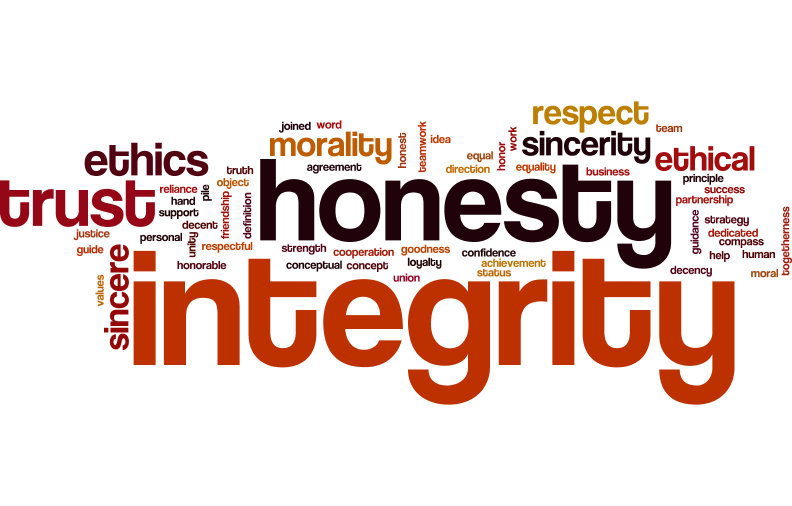 respect
joined word
morality
honest
teamwork
idea
team
sincerity
work
honor
ethics
equal
ethical
truth
agreement
direction
equality
business
principle
trust
reliance
object
honesty
success
hand
pile
partnership
support
friendship
definition
decent
guidance
strategy
justice
personal
unity
dedicated
togetherness
guide
respectful
strength
cooperation
goodness
confidence
compass
sincere
loyalty
help
human
honorable
conceptual
concept
achievement
decency
moral
union
status
values
integrity